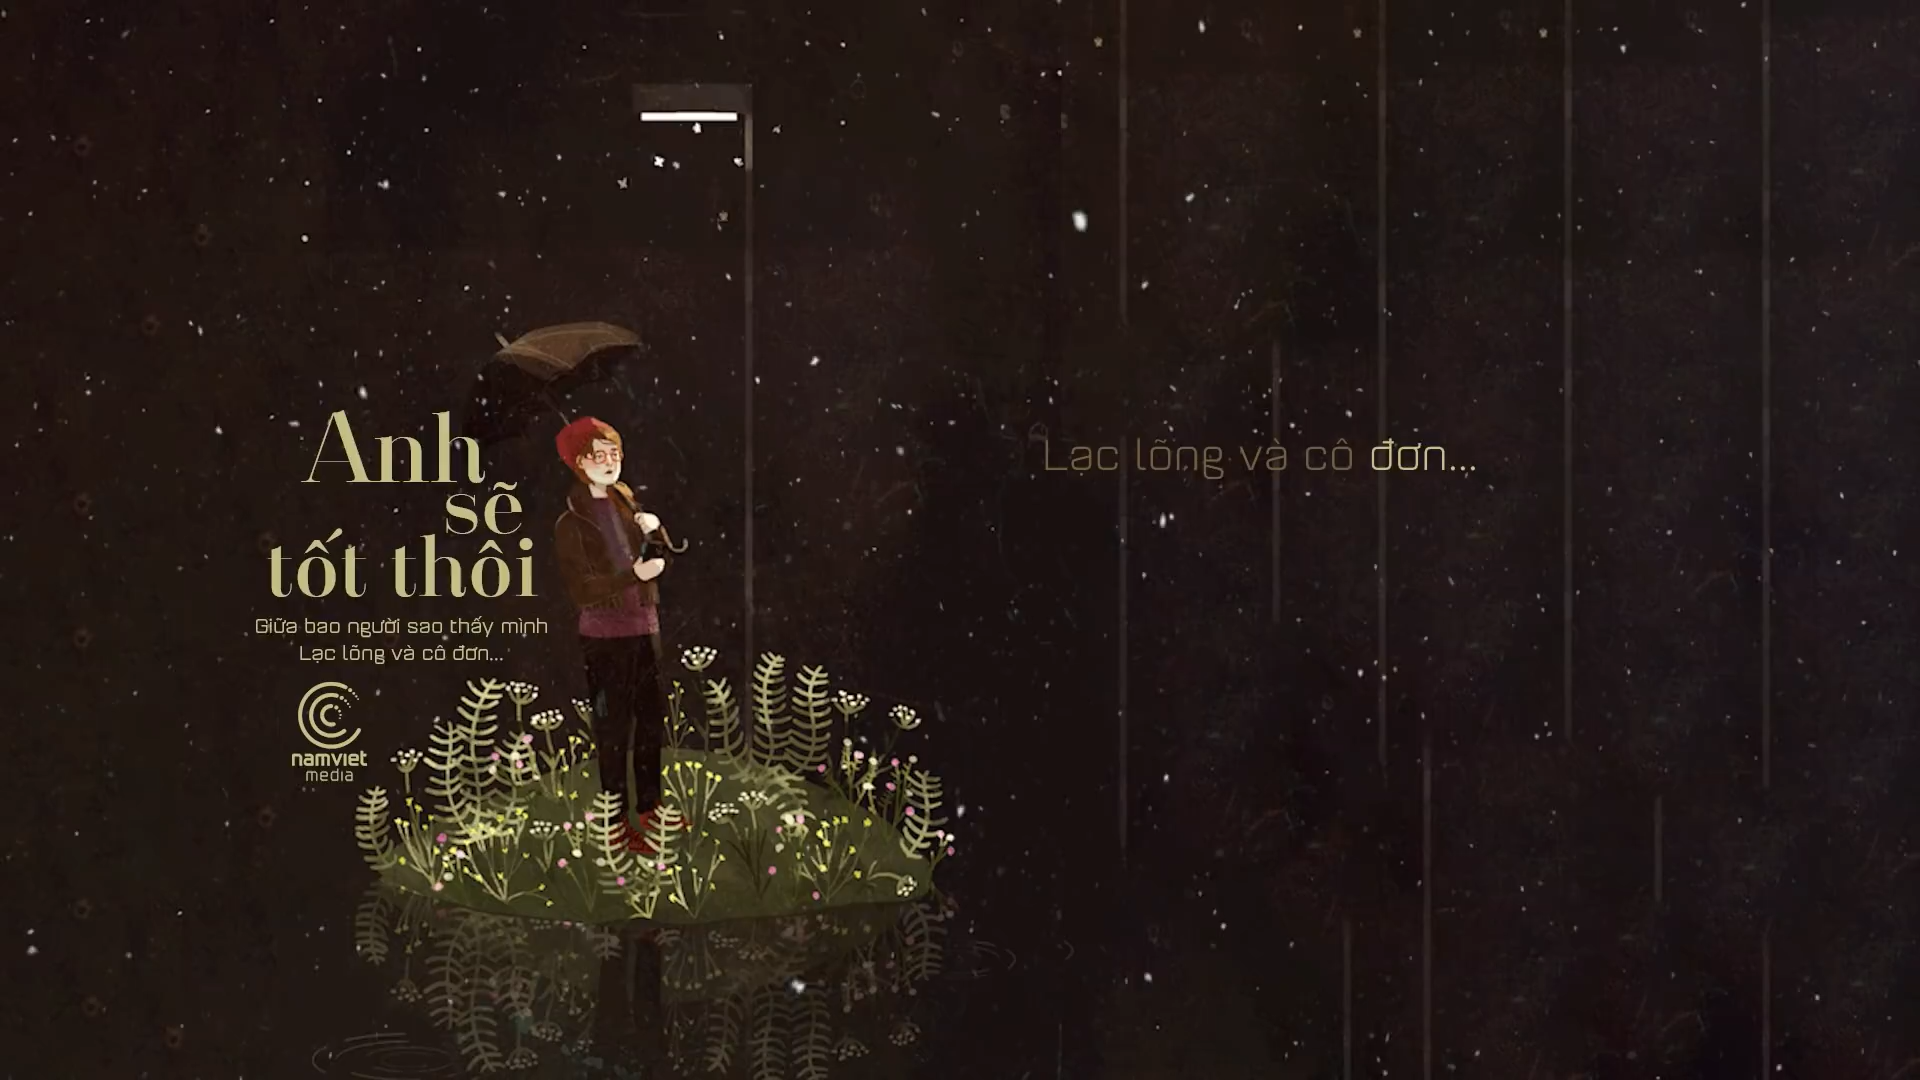 Anh
sẽ
tốt thôi
Giữa bao người sao thấy mình
Lạc lõng và cô đơn...
namviet
media
Lạc lõng và cô đơn...